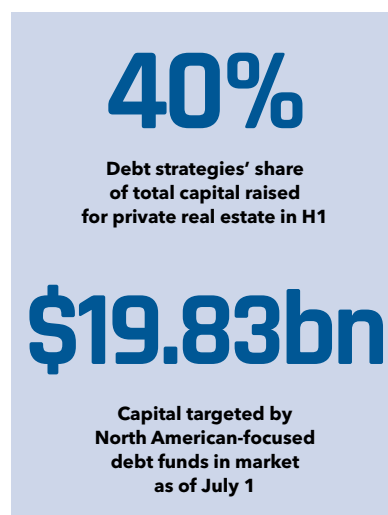 40%
Debt strategies’ share
of total capital raised
for private real estate in H1
$19.83bn
Capital targeted by
North American-focused
debt funds in market
as of July 1